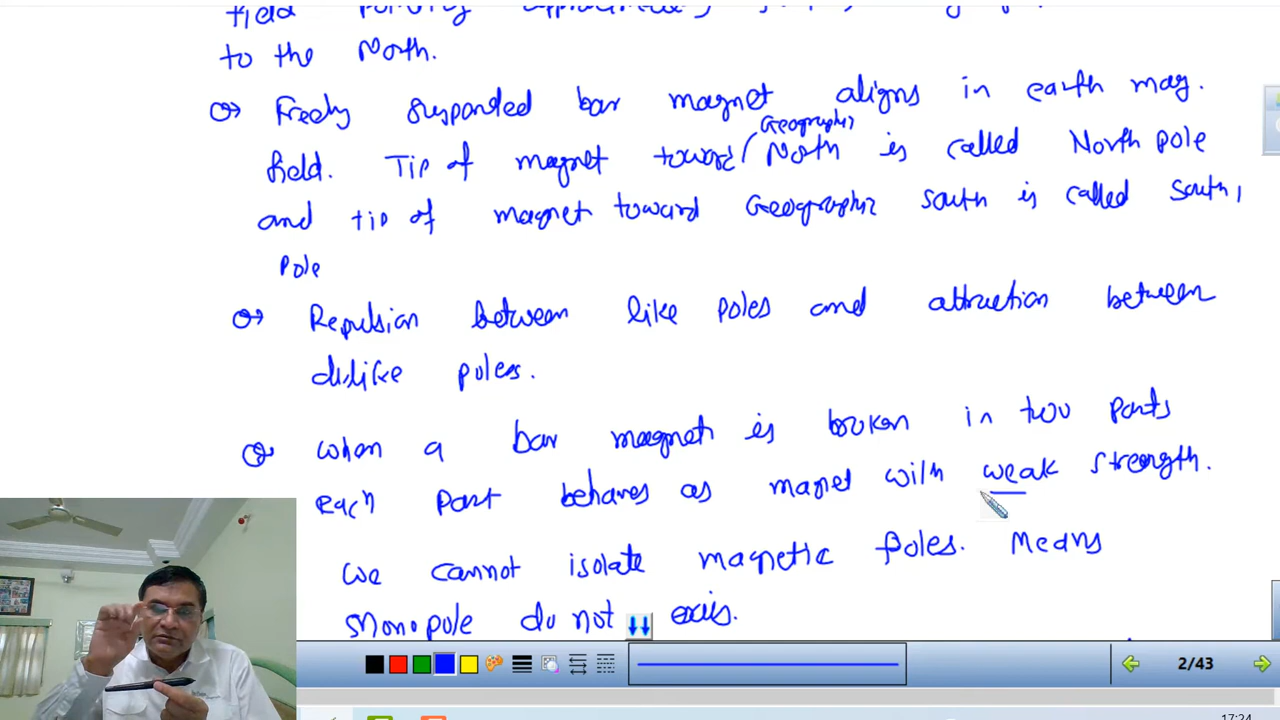 to the North.
Freely suspended bar magnet aligns in earth mag.
Geographic
field. Tip of magnet toward North is called North pole
and tip of magnet toward Geographic south is called South
Pole
Repulsion between like poles and attraction between
dislike poles.
When a bar magnet is broken in two parts
each part behaves as magnet with weak strength.
We cannot isolate magnetic poles. Means
Monopole do not exis.
2/43
17:24